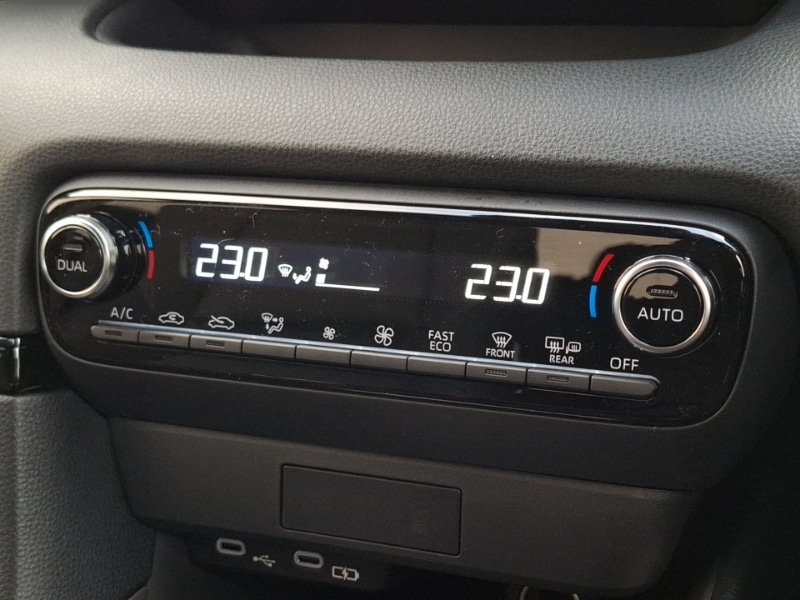 DUAL
23.0
23.0
AUTO
A/C
FAST
ECO
FRONT
REAR
OFF